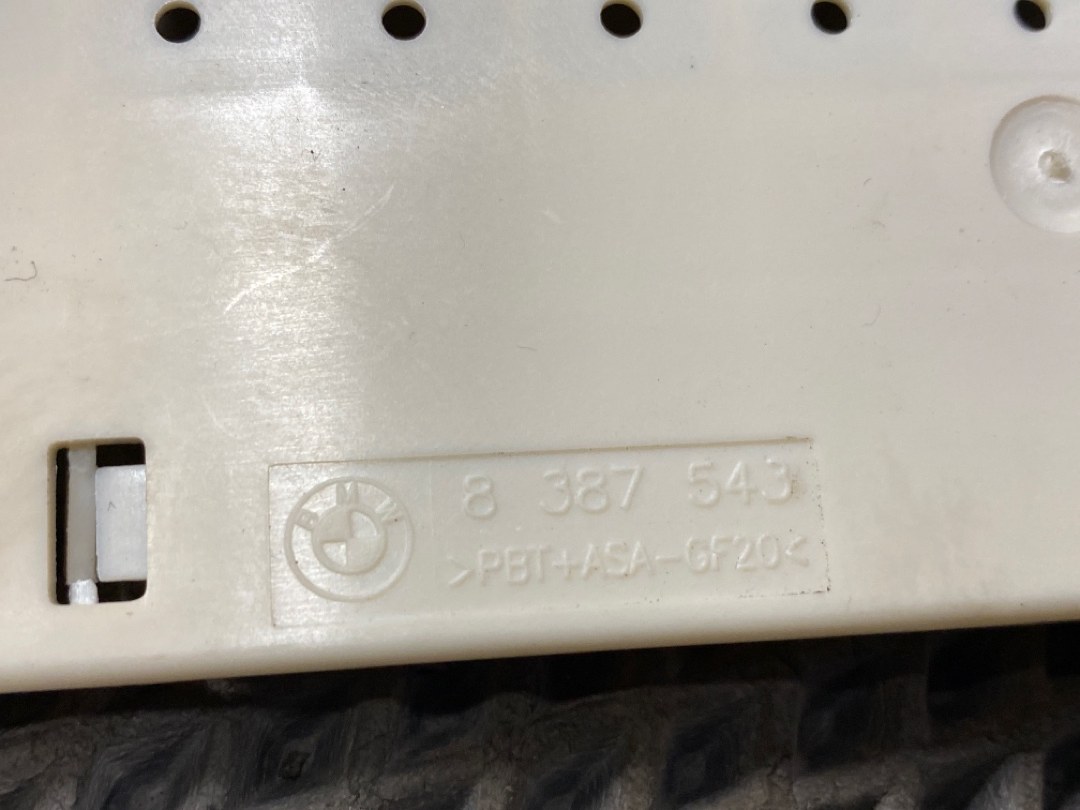 BMW
8 387 543
>PBT+ASA-GF20<